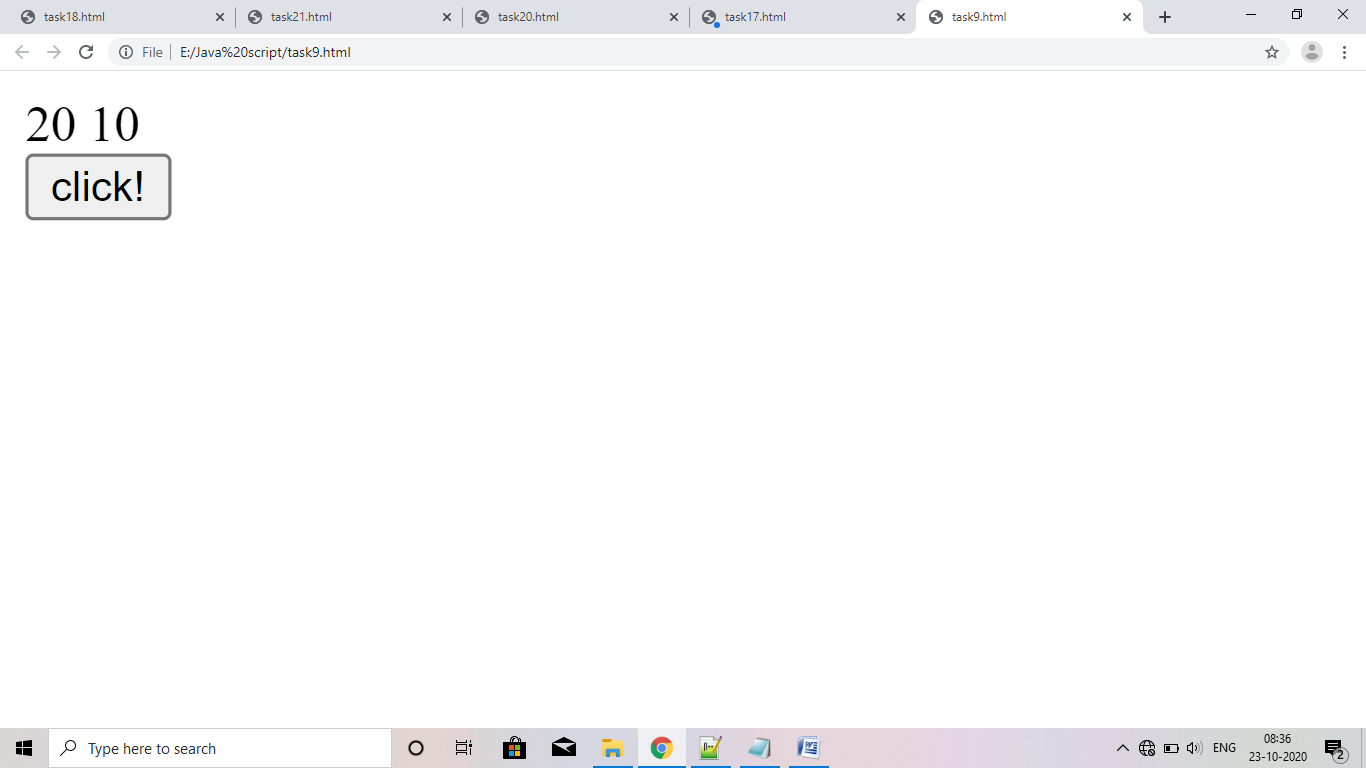 task18.html
task21.html
task20.html
task17.html
task9.html
File
E:/Java%20script/task9.html
20 10
click!
Type here to search
ENG
08:36
23-10-2020
2